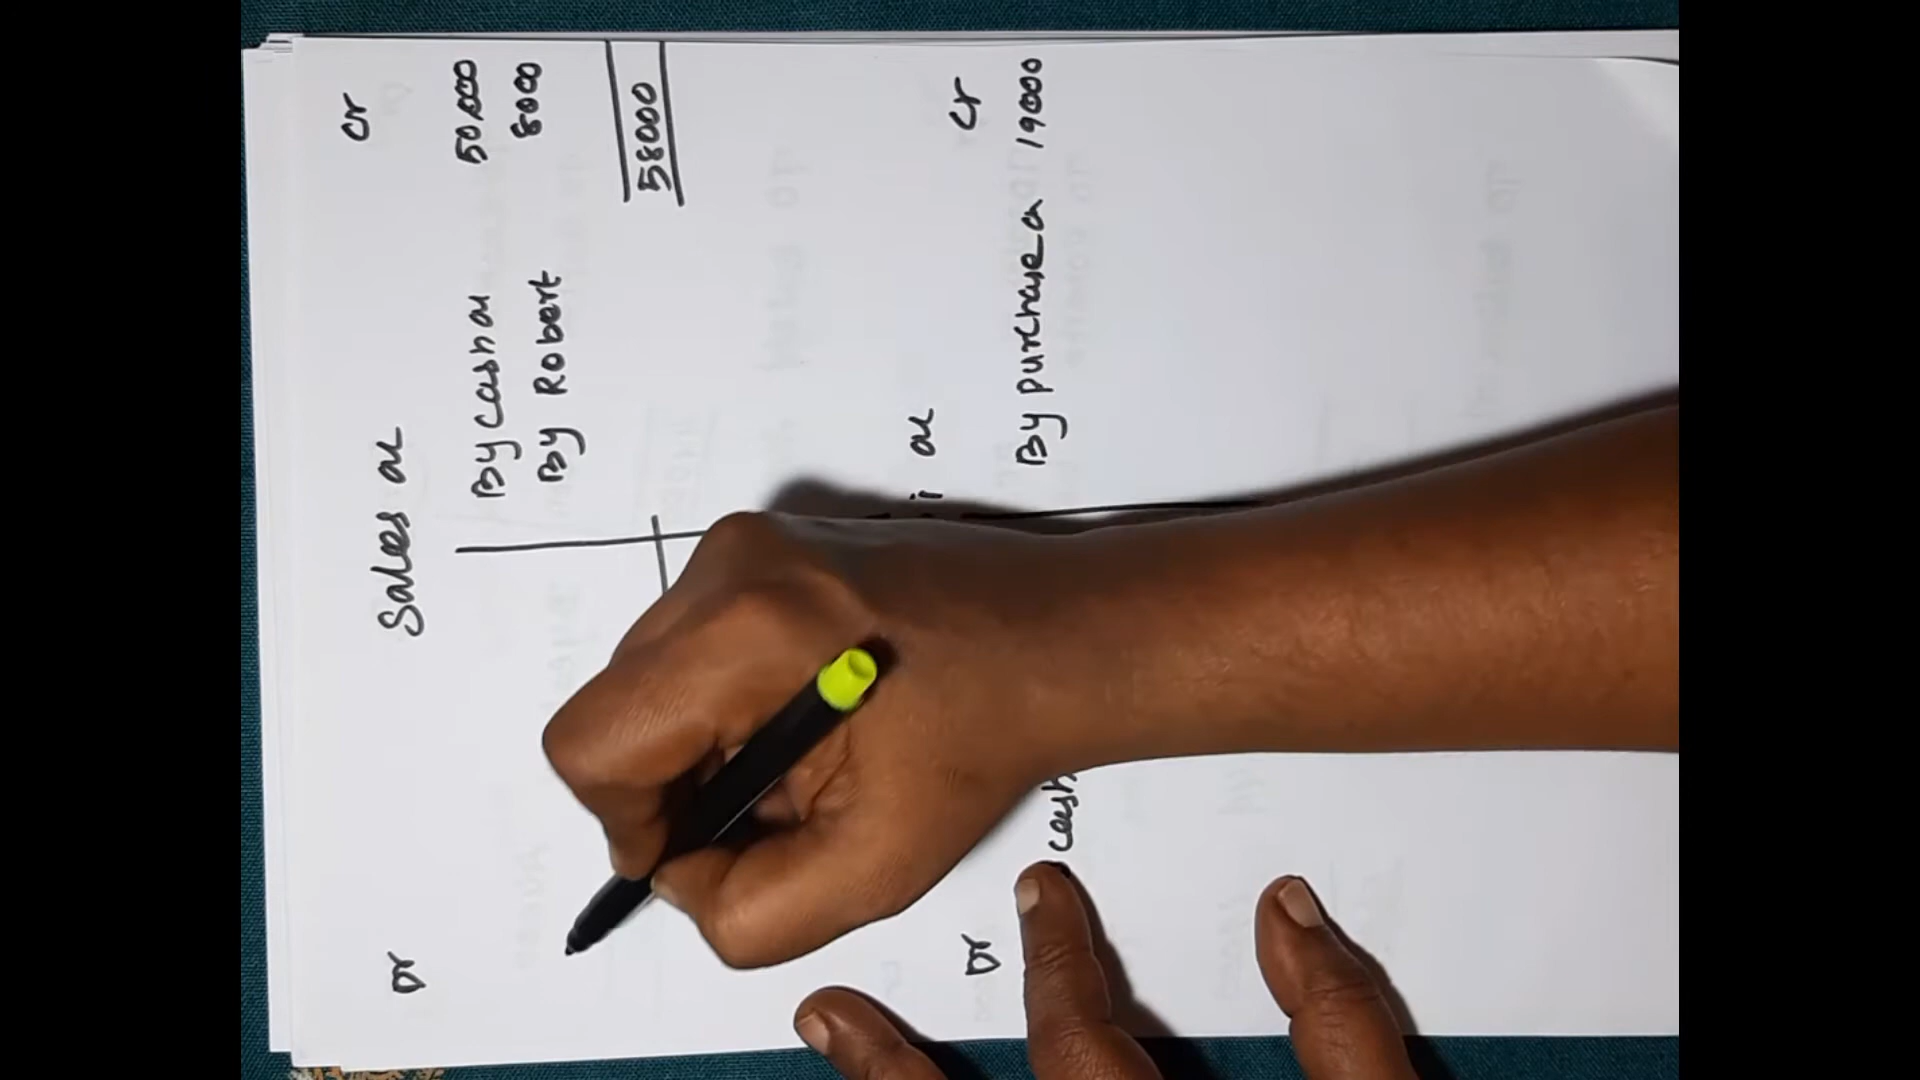 Sales a/c
Dr Cr
By cash a/c 50,000
By Robert 8000
58000
a/c
Dr Cr
cash By purchase a 19000